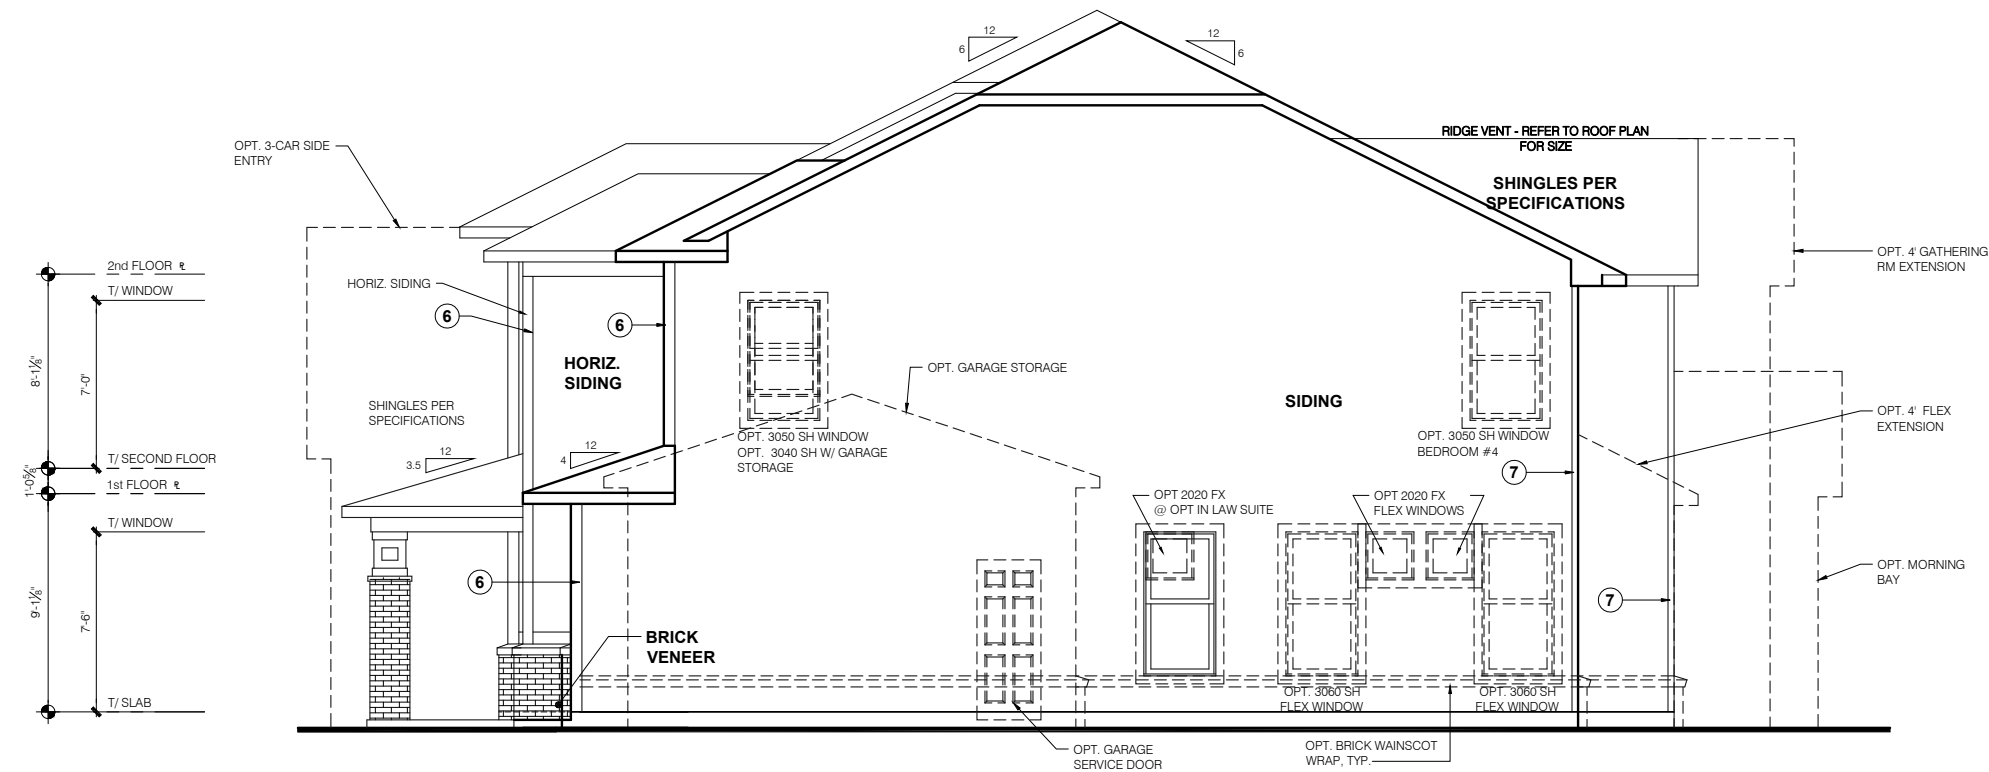 12
6
12
6
RIDGE VENT - REFER TO ROOF PLAN
FOR SIZE
SHINGLES PER
SPECIFICATIONS
OPT. 3-CAR SIDE
ENTRY
OPT. 4' GATHERING
RM EXTENSION
2nd FLOOR ℄
T/ WINDOW
HORIZ. SIDING
6
6
HORIZ.
SIDING
8'-1⅛"
7'-0"
OPT. GARAGE STORAGE
SIDING
SHINGLES PER
SPECIFICATIONS
OPT. 4' FLEX
EXTENSION
OPT. 3050 SH WINDOW
OPT. 3040 SH W/ GARAGE
STORAGE
OPT. 3050 SH WINDOW
BEDROOM #4
12
3.5
12
4
T/ SECOND FLOOR
1'-0⅝"
1st FLOOR ℄
7
OPT 2020 FX
@ OPT IN LAW SUITE
OPT 2020 FX
FLEX WINDOWS
T/ WINDOW
9'-1⅛"
7'-6"
6
OPT. MORNING
BAY
7
BRICK
VENEER
OPT. 3060 SH
FLEX WINDOW
OPT. 3060 SH
FLEX WINDOW
T/ SLAB
OPT. GARAGE
SERVICE DOOR
OPT. BRICK WAINSCOT
WRAP, TYP.